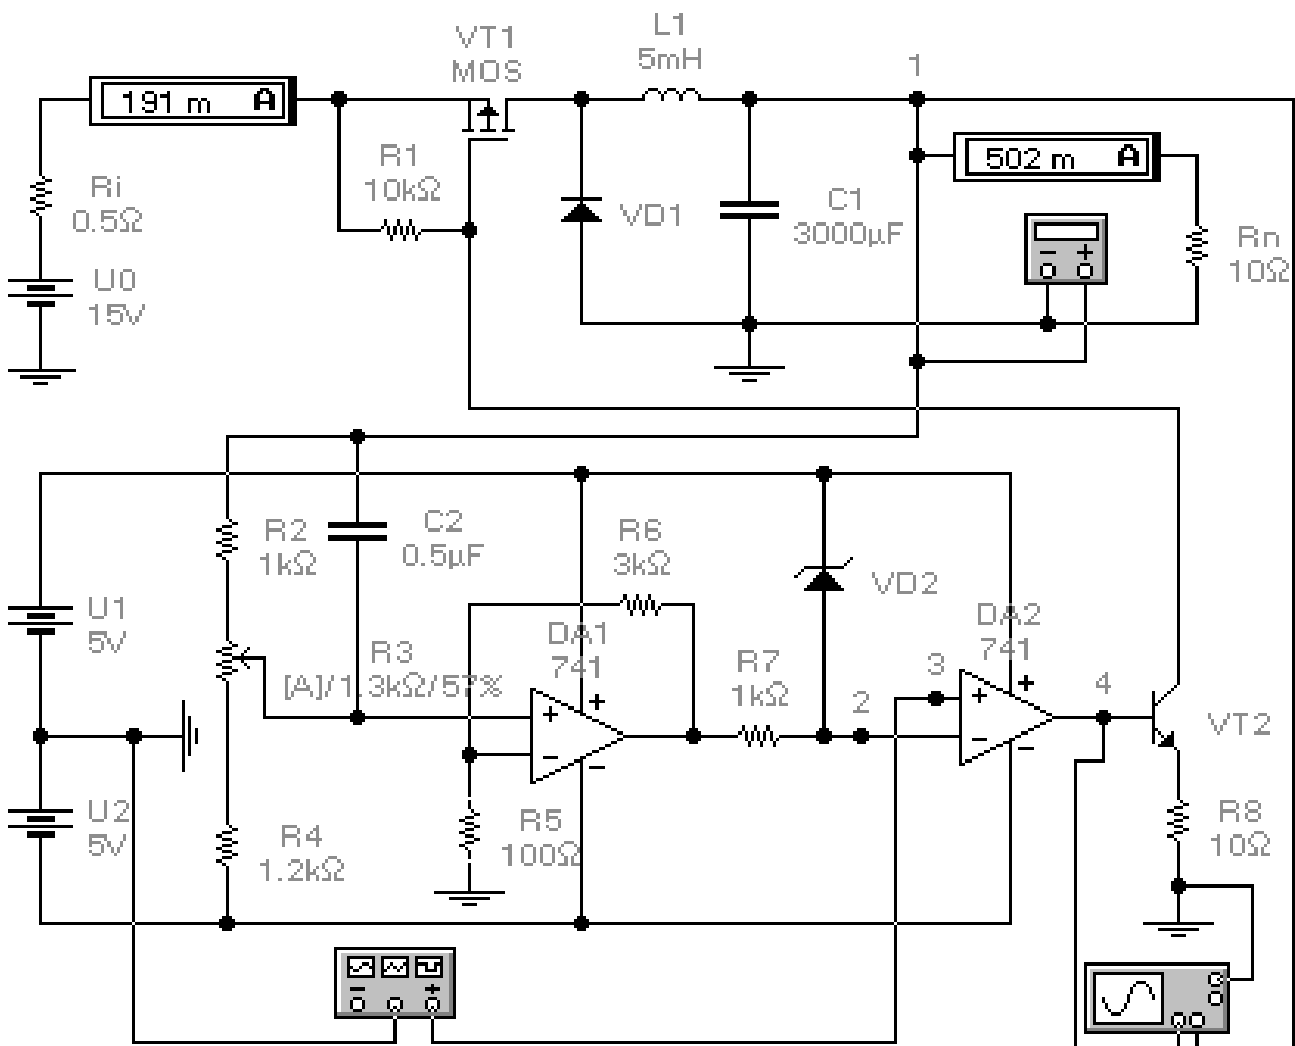 VT1
MOS
L1
5mH
1
191 m A
R1
10kΩ
502 m A
Ri
0.5Ω
VD1
C1
3000µF
Rn
10Ω
− +
U0
15V
R2
1kΩ
C2
0.5µF
R6
3kΩ
VD2
U1
5V
DA1
741
DA2
741
R3
[A]/1.3kΩ/57%
R7
1kΩ
3
2
4
+
+
−
−
+
+
−
−
VT2
U2
5V
R4
1.2kΩ
R5
100Ω
R8
10Ω
− +